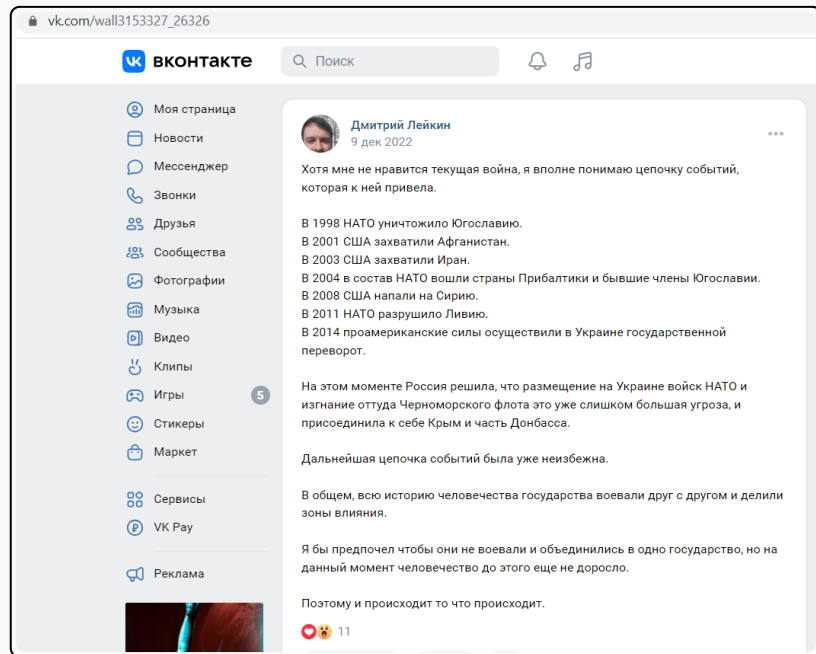 vk.com/wall3153327_26326
вконтакте
Поиск
Моя страница
Новости
Мессенджер
Звонки
Друзья
Сообщества
Фотографии
Музыка
Видео
Клипы
Игры
5
Стикеры
Маркет
Сервисы
VK Pay
Реклама
Дмитрий Лейкин
9 дек 2022
Хотя мне не нравится текущая война, я вполне понимаю цепочку событий,
которая к ней привела.
В 1998 НАТО уничтожило Югославию.
В 2001 США захватили Афганистан.
В 2003 США захватили Иран.
В 2004 в состав НАТО вошли страны Прибалтики и бывшие члены Югославии.
В 2008 США напали на Сирию.
В 2011 НАТО разрушило Ливию.
В 2014 проамериканские силы осуществили в Украине государственной
переворот.
На этом моменте Россия решила, что размещение на Украине войск НАТО и
изгнание оттуда Черноморского флота это уже слишком большая угроза, и
присоединила к себе Крым и часть Донбасса.
Дальнейшая цепочка событий была уже неизбежна.
В общем, всю историю человечества государства воевали друг с другом и делили
зоны влияния.
Я бы предпочел чтобы они не воевали и объединились в одно государство, но на
данный момент человечество до этого еще не доросло.
Поэтому и происходит то что происходит.
11